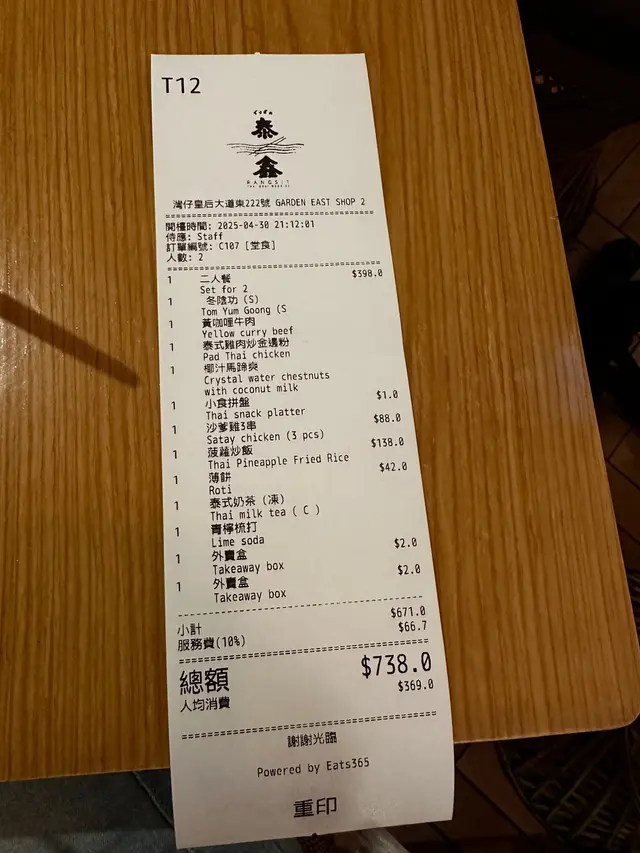 T12
泰
鑫
RANGSIT
灣仔皇后大道東222號 GARDEN EAST SHOP 2
開檯時間: 2025-04-30 21:12:01
侍應: Staff
訂單編號: C107 [堂食]
人數: 2
1 二人餐 $398.0
Set for 2
1 冬陰功 (S)
Tom Yum Goong (S
1 黃咖哩牛肉
Yellow curry beef
1 泰式雞肉炒金邊粉
Pad Thai chicken
1 椰汁馬蹄爽
Crystal water chestnuts
with coconut milk
1 小食拼盤 $1.0
Thai snack platter
1 沙爹雞3串 $88.0
Satay chicken (3 pcs)
1 菠蘿炒飯 $138.0
Thai Pineapple Fried Rice
1 薄餅 $42.0
Roti
1 泰式奶茶 (凍)
Thai milk tea ( C )
1 青檸梳打
Lime soda
1 外賣盒 $2.0
Takeaway box
1 外賣盒 $2.0
Takeaway box
小計 $671.0
服務費(10%) $66.7
總額 $738.0
人均消費 $369.0
謝謝光臨
Powered by Eats365
重印